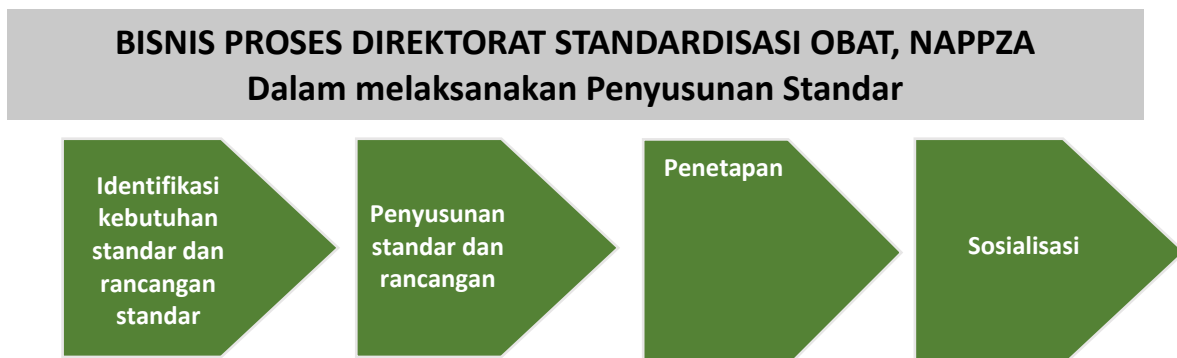 BISNIS PROSES DIREKTORAT STANDARDISASI OBAT, NAPPZA
Dalam melaksanakan Penyusunan Standar
Identifikasi
kebutuhan
standar dan
rancangan
standar
Penyusunan
standar dan
rancangan
Penetapan
Sosialisasi